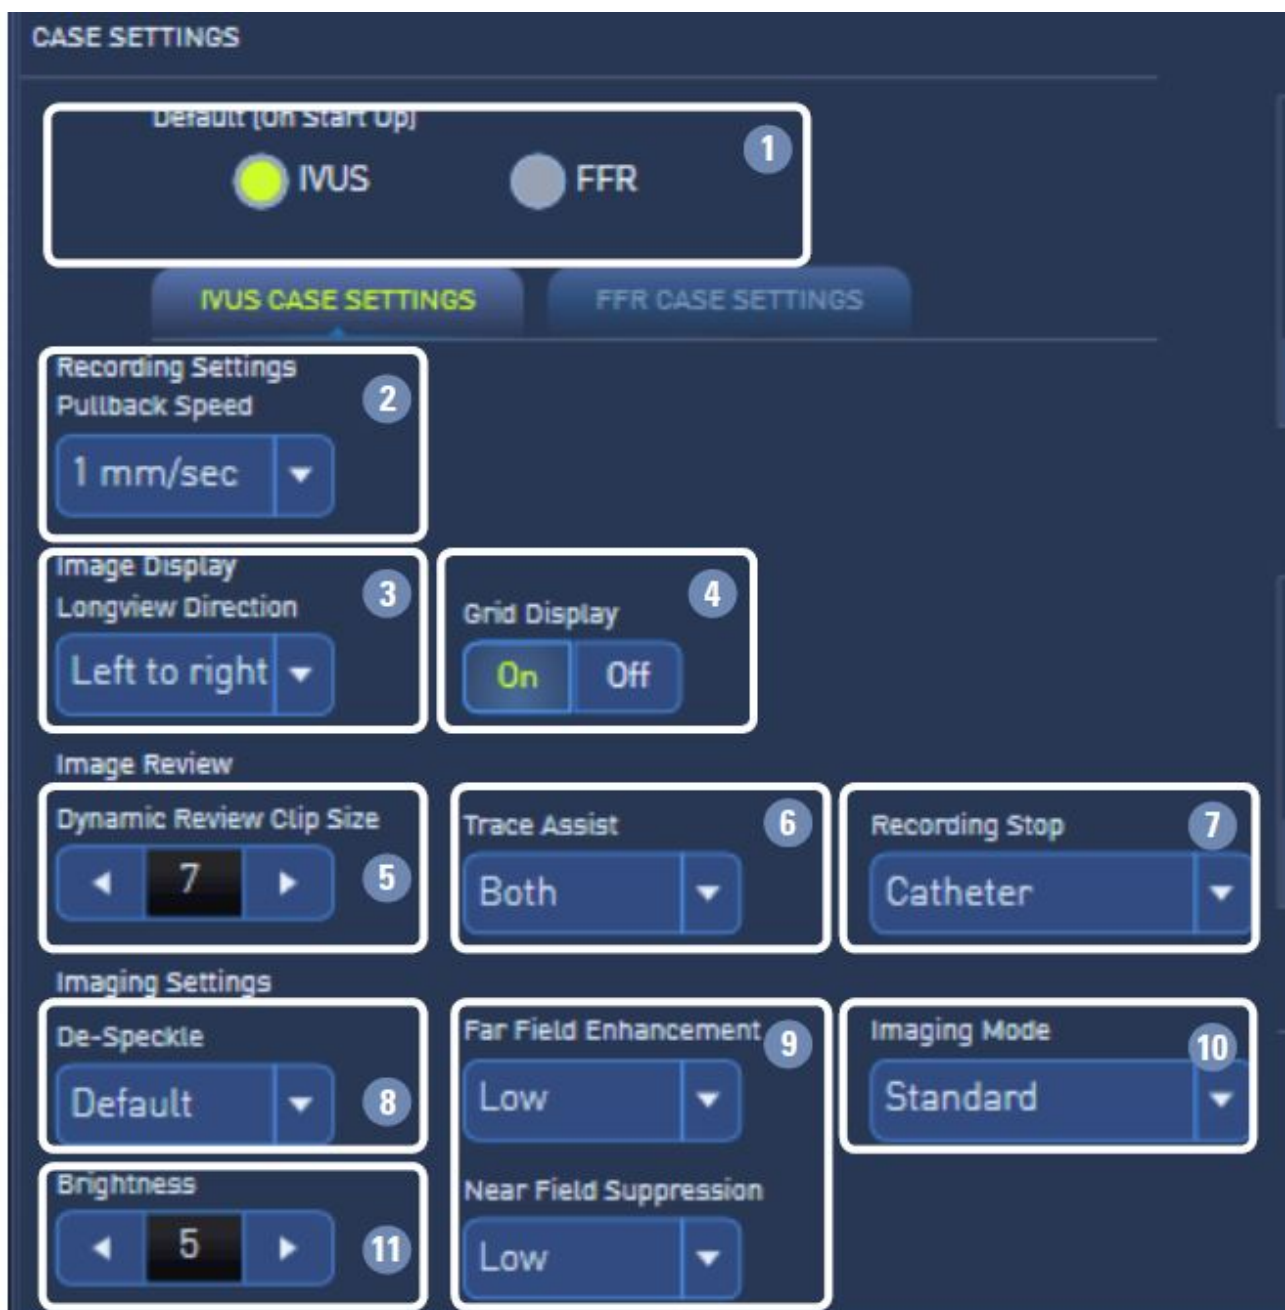 CASE SETTINGS
Default (On Start Up)
1
IVUS
FFR
IVUS CASE SETTINGS
FFR CASE SETTINGS
Recording Settings
2
Pullback Speed
1 mm/sec
Image Display
3
Longview Direction
Left to right
4
Grid Display
On
Off
Image Review
Dynamic Review Clip Size
7
5
Trace Assist
6
Both
Recording Stop
7
Catheter
Imaging Settings
De-Speckle
Default
8
Far Field Enhancement
9
Low
Imaging Mode
10
Standard
Brightness
5
11
Near Field Suppression
Low